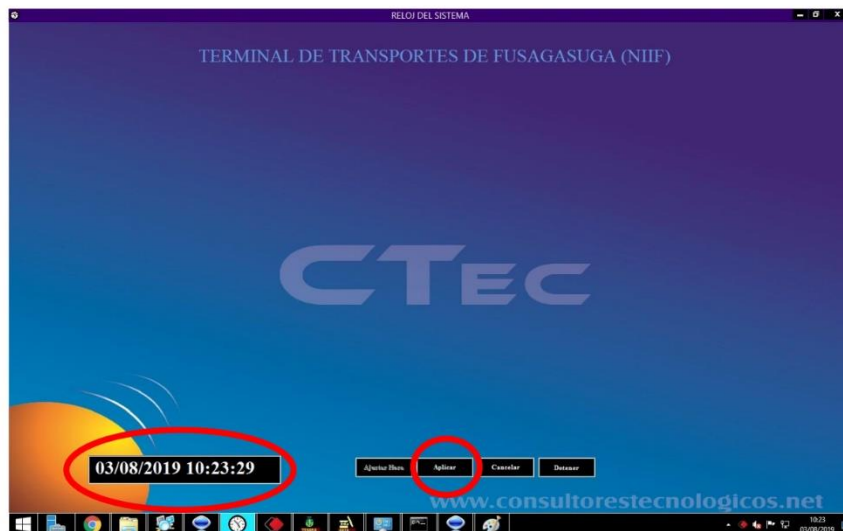 RELOJ DEL SISTEMA
TERMINAL DE TRANSPORTES DE FUSAGASUGA (NIIF)
CTEC
03/08/2019 10:23:29
Ajustar Hora
Aplicar
Cancelar
Detener
www.consultorestecnologicos.net
10:23
03/08/2019